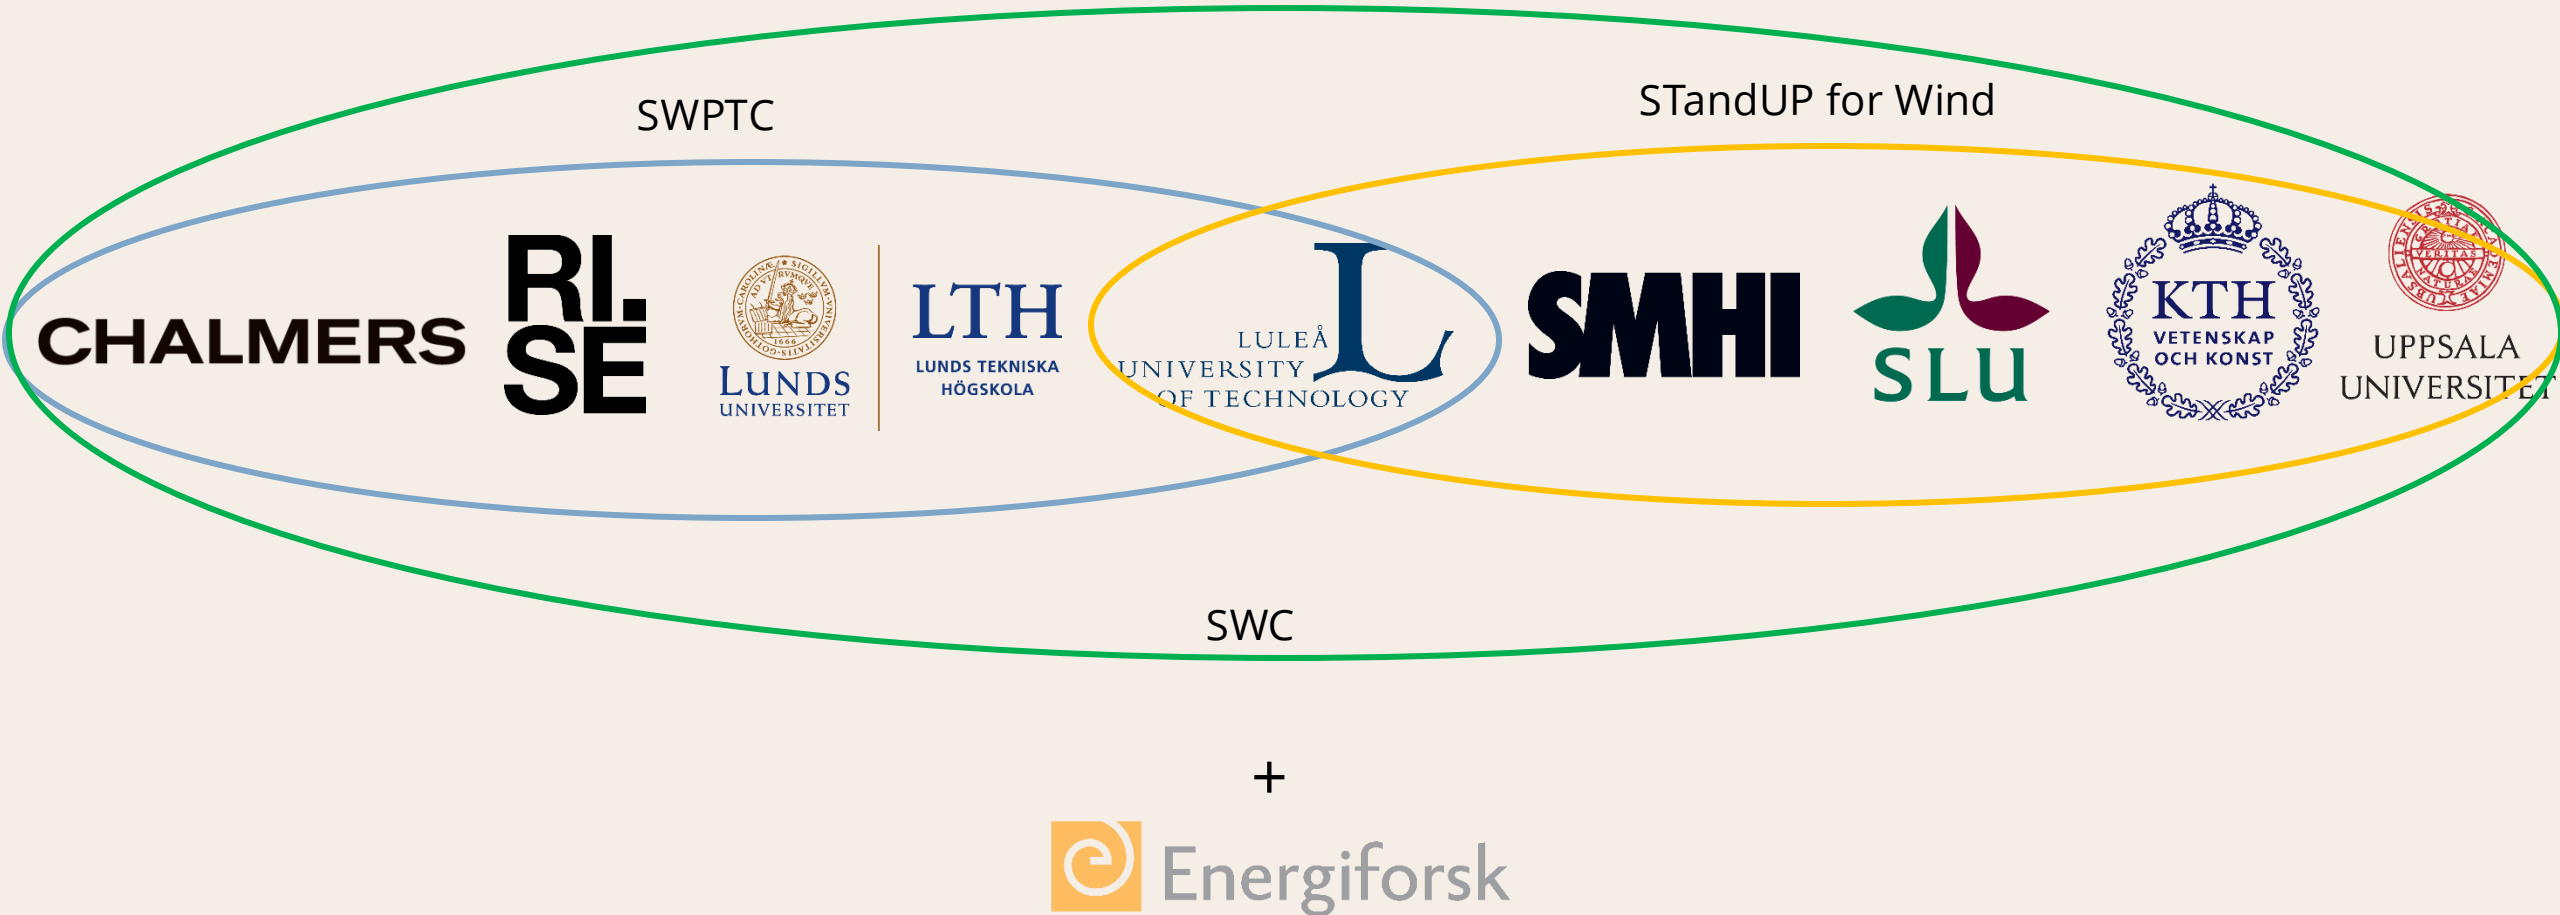 SWPTC
STandUP for Wind
CHALMERS
RI.
SE
LUNDS
UNIVERSITET
LTH
LUNDS TEKNISKA
HÖGSKOLA
LULEÅ
UNIVERSITY
OF TECHNOLOGY
SMHI
SLU
KTH
VETENSKAP
OCH KONST
UPPSALA
UNIVERSITET
SWC
+
Energiforsk